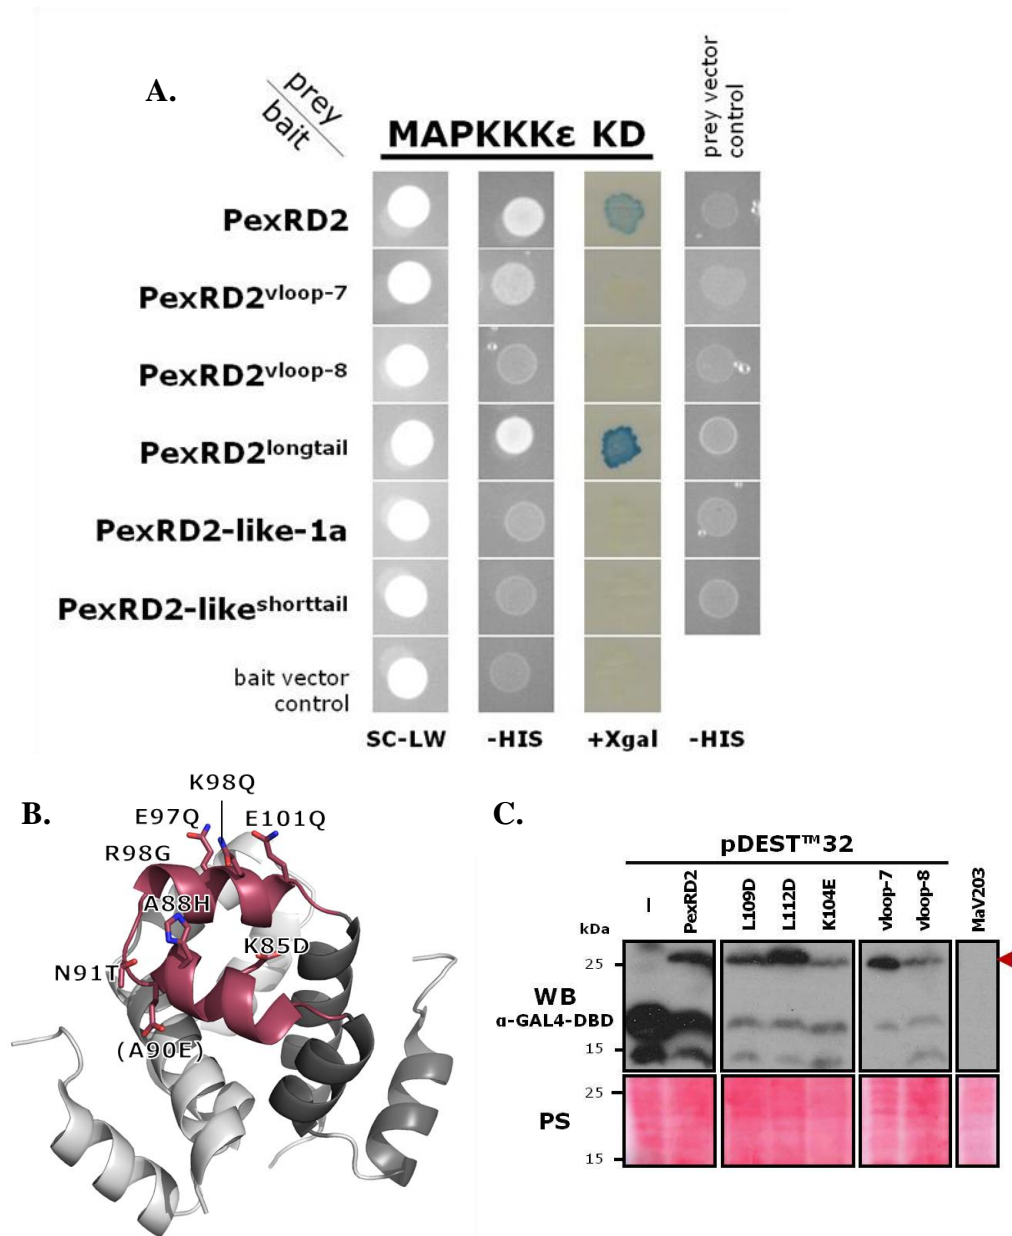 A.
prey
bait
MAPKKKε KD
prey vector
control
PexRD2
PexRD2vloop-7
PexRD2vloop-8
PexRD2longtail
PexRD2-like-1a
PexRD2-likeshorttail
bait vector
control
SC-LW -HIS +Xgal -HIS
B.
K98Q
E97Q E101Q
R98G
A88H
K85D
N91T
(A90E)
C.
pDEST™32
– PexRD2 L109D L112D K104E vloop-7 vloop-8 MaV203
kDa
25
WB
α-GAL4-DBD
15
25
PS
15